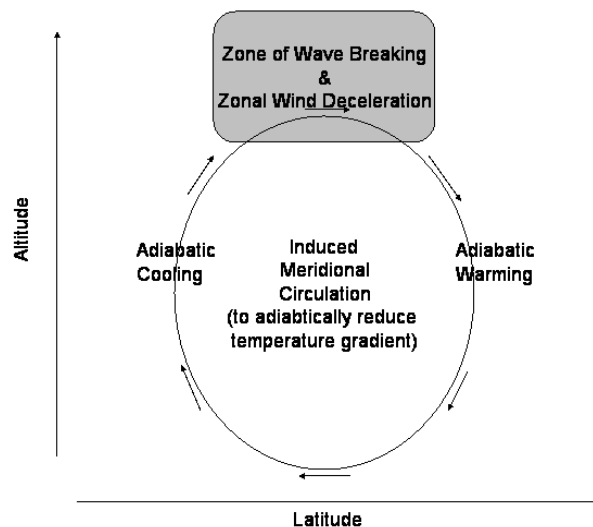 Zone of Wave Breaking
&
Zonal Wind Deceleration
Altitude
Adiabatic
Cooling
Induced
Meridional
Circulation
(to adiabtically reduce
temperature gradient)
Adiabatic
Warming
Latitude